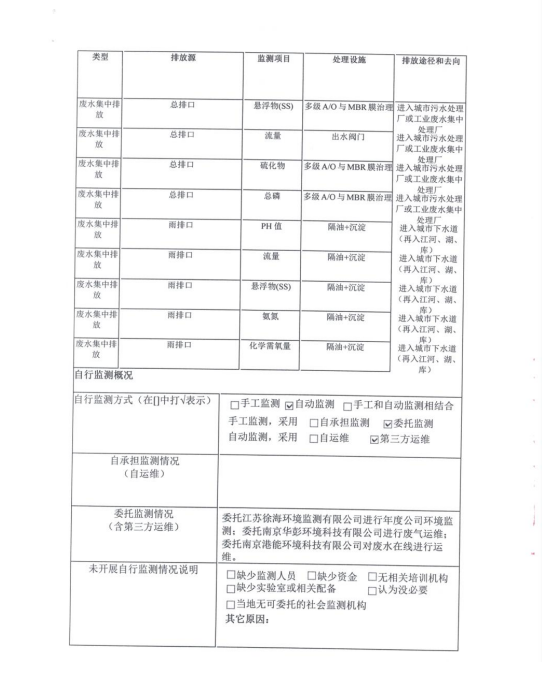 类型 排放源 监测项目 处理设施 排放途径和去向
废水集中排放 总排口 悬浮物(SS) 多级 A/O 与 MBR 膜治理 进入城市污水处理厂或工业废水集中处理厂
废水集中排放 总排口 流量 出水阀门 进入城市污水处理厂或工业废水集中处理厂
废水集中排放 总排口 硫化物 多级 A/O 与 MBR 膜治理 进入城市污水处理厂或工业废水集中处理厂
废水集中排放 总排口 总磷 多级 A/O 与 MBR 膜治理 进入城市污水处理厂或工业废水集中处理厂
废水集中排放 雨排口 PH 值 隔油+沉淀 进入城市下水道（再入江河、湖、库）
废水集中排放 雨排口 流量 隔油+沉淀 进入城市下水道（再入江河、湖、库）
废水集中排放 雨排口 悬浮物(SS) 隔油+沉淀 进入城市下水道（再入江河、湖、库）
废水集中排放 雨排口 氨氮 隔油+沉淀 进入城市下水道（再入江河、湖、库）
废水集中排放 雨排口 化学需氧量 隔油+沉淀 进入城市下水道（再入江河、湖、库）
自行监测概况
自行监测方式（在[]中打√表示） □手工监测 ☑自动监测 □手工和自动监测相结合
手工监测，采用 □自承担监测 ☑委托监测
自动监测，采用 □自运维 ☑第三方运维
自承担监测情况
（自运维）
委托监测情况
（含第三方运维）
委托江苏徐海环境监测有限公司进行年度公司环境监
测；委托南京华彭环境科技有限公司进行废气运维；
委托南京港能环境科技有限公司对废水在线进行运
维。
未开展自行监测情况说明 □缺少监测人员 □缺少资金 □无相关培训机构
□缺少实验室或相关配备 □认为没必要
□当地无可委托的社会监测机构
其它原因：